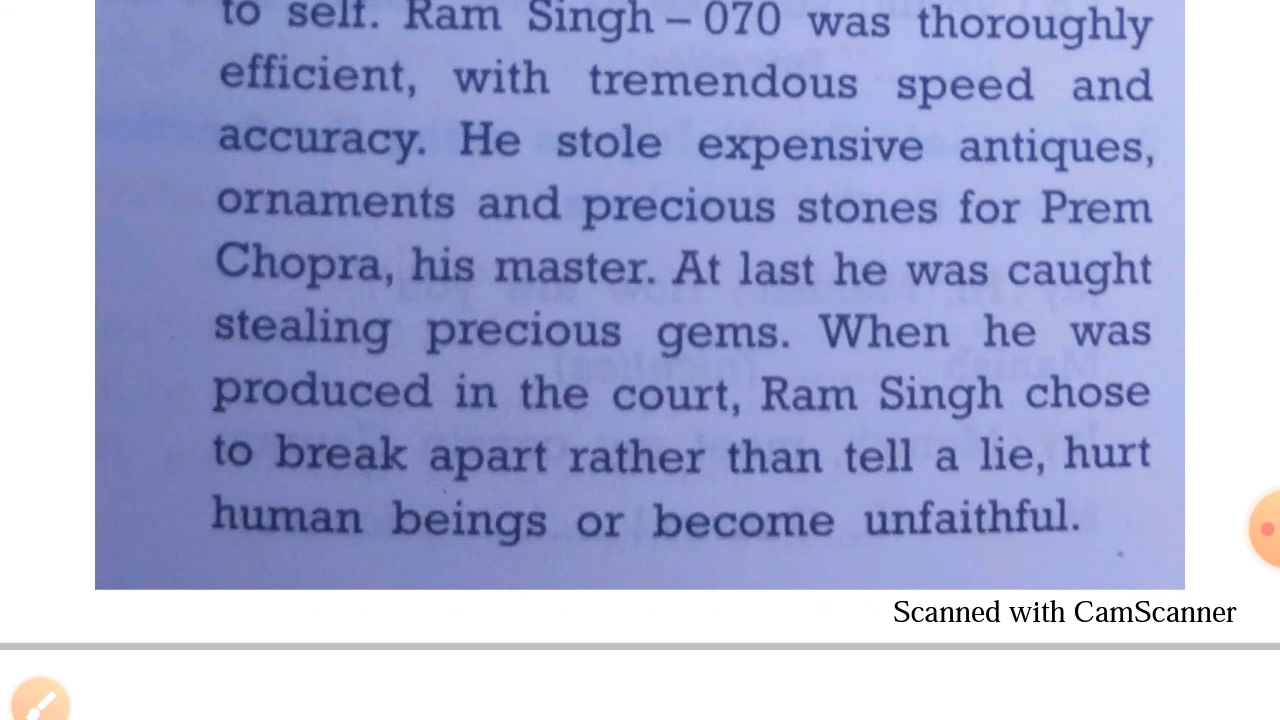 to self. Ram Singh – 070 was thoroughly
efficient, with tremendous speed and
accuracy. He stole expensive antiques,
ornaments and precious stones for Prem
Chopra, his master. At last he was caught
stealing precious gems. When he was
produced in the court, Ram Singh chose
to break apart rather than tell a lie, hurt
human beings or become unfaithful.
Scanned with CamScanner